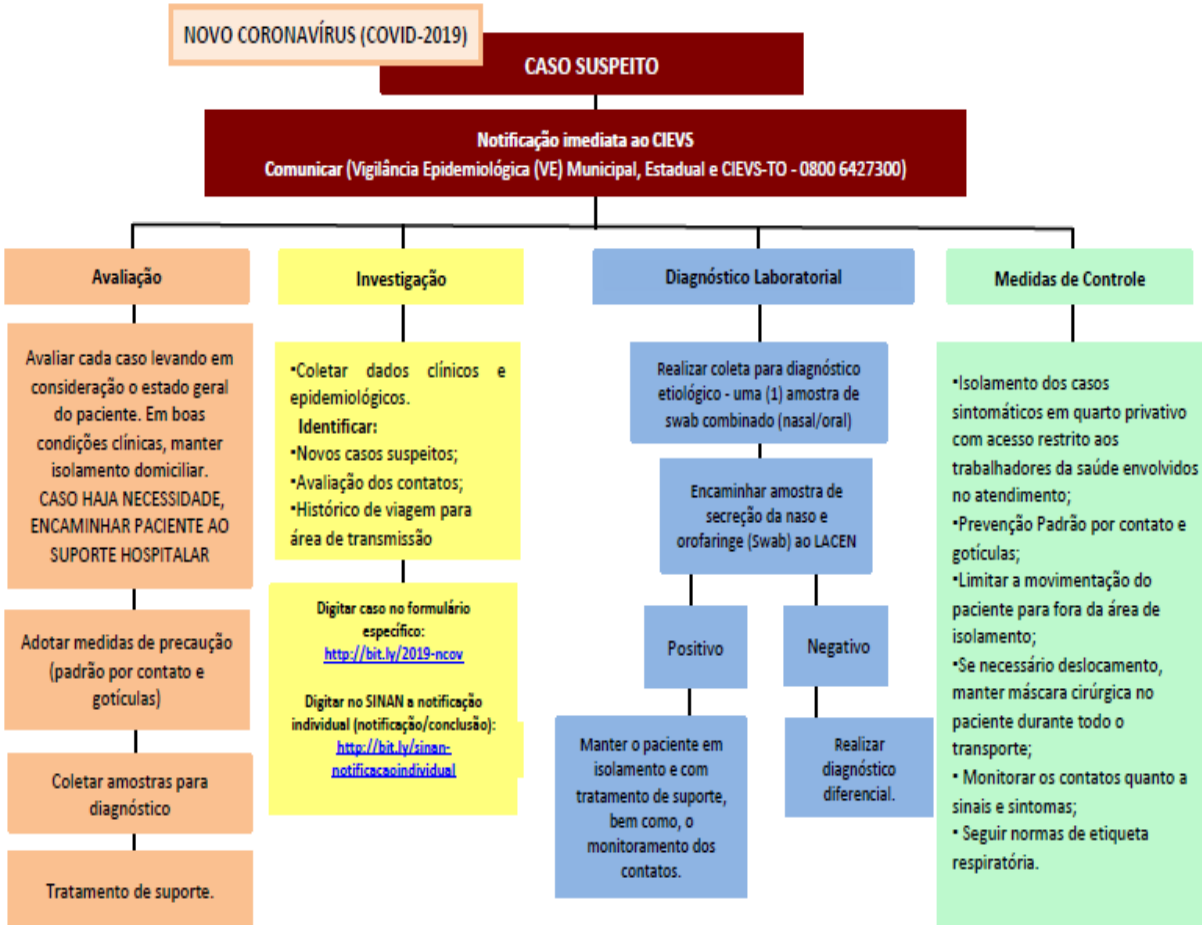 NOVO CORONAVÍRUS (COVID-2019)
CASO SUSPEITO
Notificação imediata ao CIEVS
Comunicar (Vigilância Epidemiológica (VE) Municipal, Estadual e CIEVS-TO - 0800 6427300)
Avaliação
Avaliar cada caso levando em
consideração o estado geral
do paciente. Em boas
condições clínicas, manter
isolamento domiciliar.
CASO HAJA NECESSIDADE,
ENCAMINHAR PACIENTE AO
SUPORTE HOSPITALAR
Adotar medidas de precaução
(padrão por contato e
gotículas)
Coletar amostras para
diagnóstico
Tratamento de suporte.
Investigação
•Coletar dados clínicos e
epidemiológicos.
Identificar:
•Novos casos suspeitos;
•Avaliação dos contatos;
•Histórico de viagem para
área de transmissão
Digitar caso no formulário
específico:
http://bit.ly/2019-ncov
Digitar no SINAN a notificação
individual (notificação/conclusão):
http://bit.ly/sinan-
notificacaoindividual
Diagnóstico Laboratorial
Realizar coleta para diagnóstico
etiológico - uma (1) amostra de
swab combinado (nasal/oral)
Encaminhar amostra de
secreção da naso e
orofaringe (Swab) ao LACEN
Positivo
Manter o paciente em
isolamento e com
tratamento de suporte,
bem como, o
monitoramento dos
contatos.
Negativo
Realizar
diagnóstico
diferencial.
Medidas de Controle
•Isolamento dos casos
sintomáticos em quarto privativo
com acesso restrito aos
trabalhadores da saúde envolvidos
no atendimento;
•Prevenção Padrão por contato e
gotículas;
•Limitar a movimentação do
paciente para fora da área de
isolamento;
•Se necessário deslocamento,
manter máscara cirúrgica no
paciente durante todo o
transporte;
• Monitorar os contatos quanto a
sinais e sintomas;
• Seguir normas de etiqueta
respiratória.